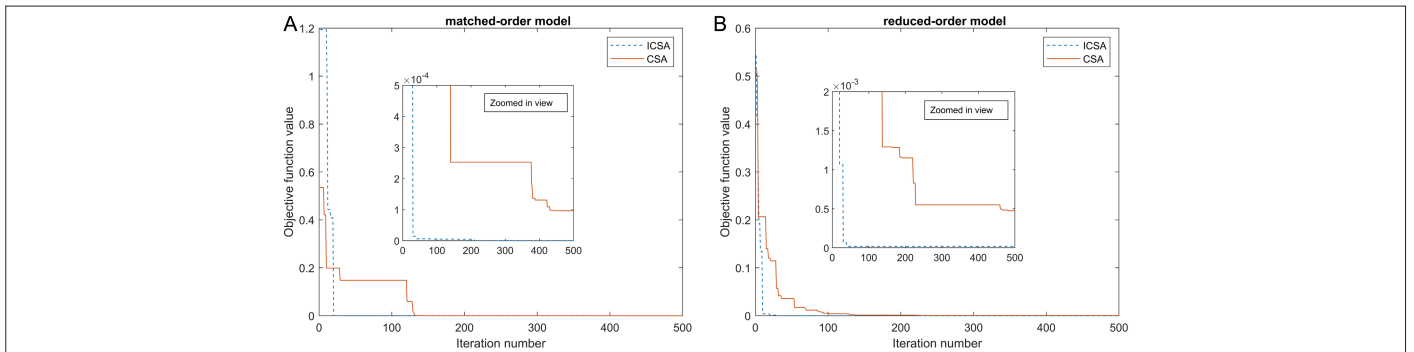 A
matched-order model
1.2
1
0.8
0.6
0.4
0.2
0
Objective function value
ICSA
CSA
×10⁻⁴
5
4
3
2
1
0
Zoomed in view
0 100 200 300 400 500
0 100 200 300 400 500
Iteration number
B
reduced-order model
0.6
0.5
0.4
0.3
0.2
0.1
0
Objective function value
ICSA
CSA
×10⁻³
2
1.5
1
0.5
0
Zoomed in view
0 100 200 300 400 500
0 100 200 300 400 500
Iteration number